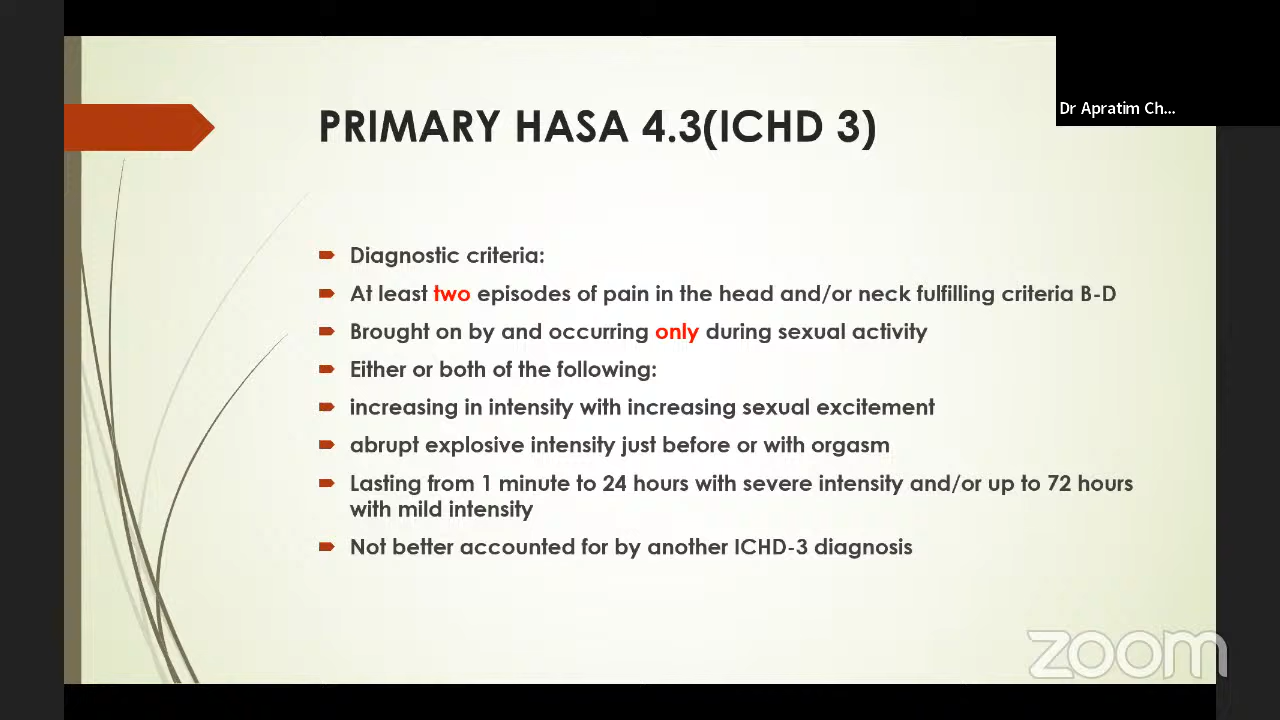 Dr Apratim Ch...
PRIMARY HASA 4.3(ICHD 3)
Diagnostic criteria:
At least two episodes of pain in the head and/or neck fulfilling criteria B-D
Brought on by and occurring only during sexual activity
Either or both of the following:
increasing in intensity with increasing sexual excitement
abrupt explosive intensity just before or with orgasm
Lasting from 1 minute to 24 hours with severe intensity and/or up to 72 hours
with mild intensity
Not better accounted for by another ICHD-3 diagnosis
zoom